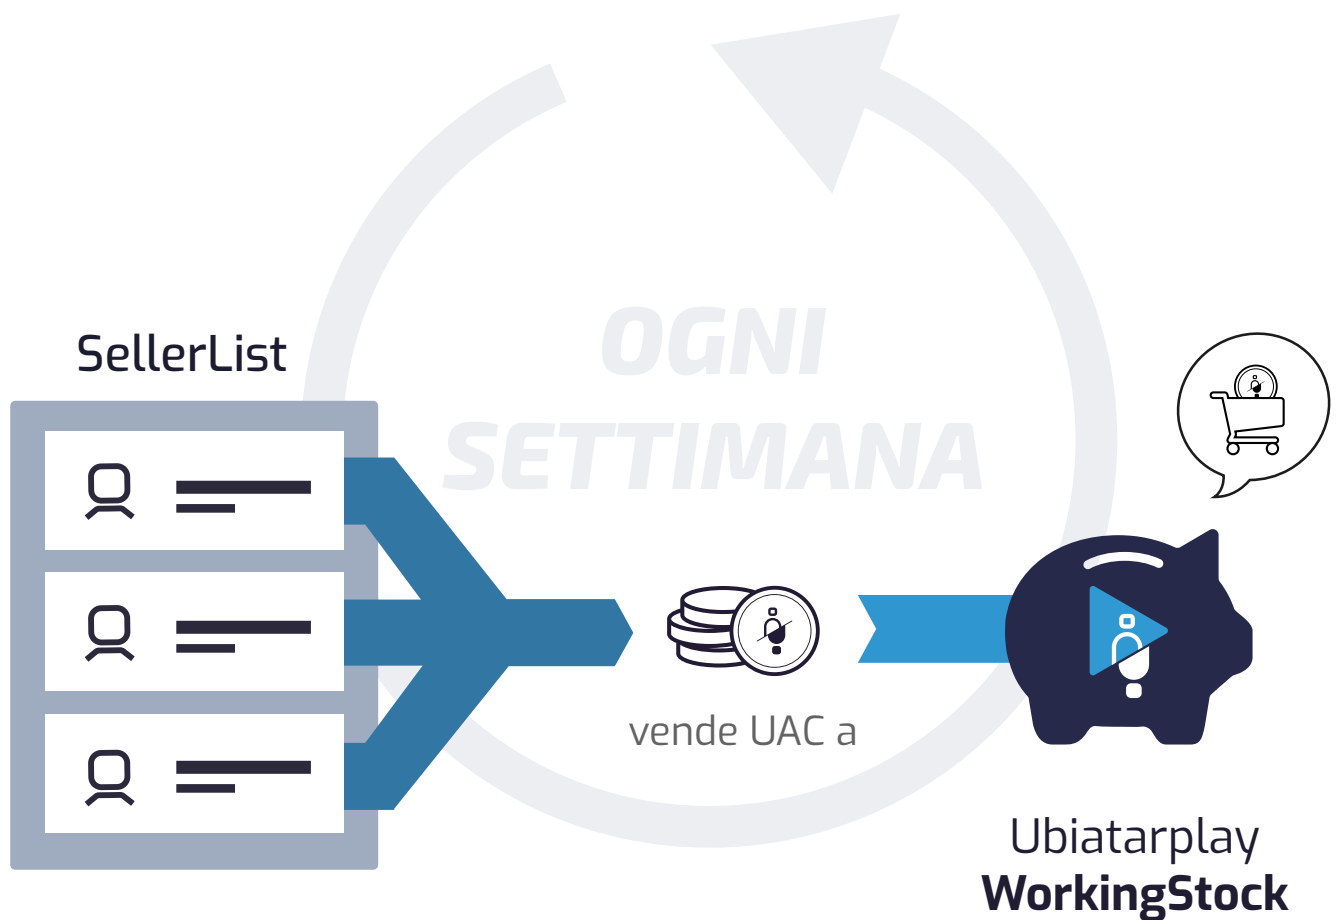 OGNI
SETTIMANA
SellerList
vende UAC a
Ubiatarplay
WorkingStock